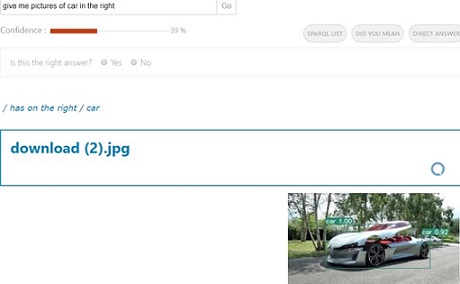 give me pictures of car in the right Go
Confidence : 39 %
SPARQL LIST DID YOU MEAN DIRECT ANSWER
Is this the right answer? Yes No
/ has on the right / car
download (2).jpg
car 1.00
car 0.92